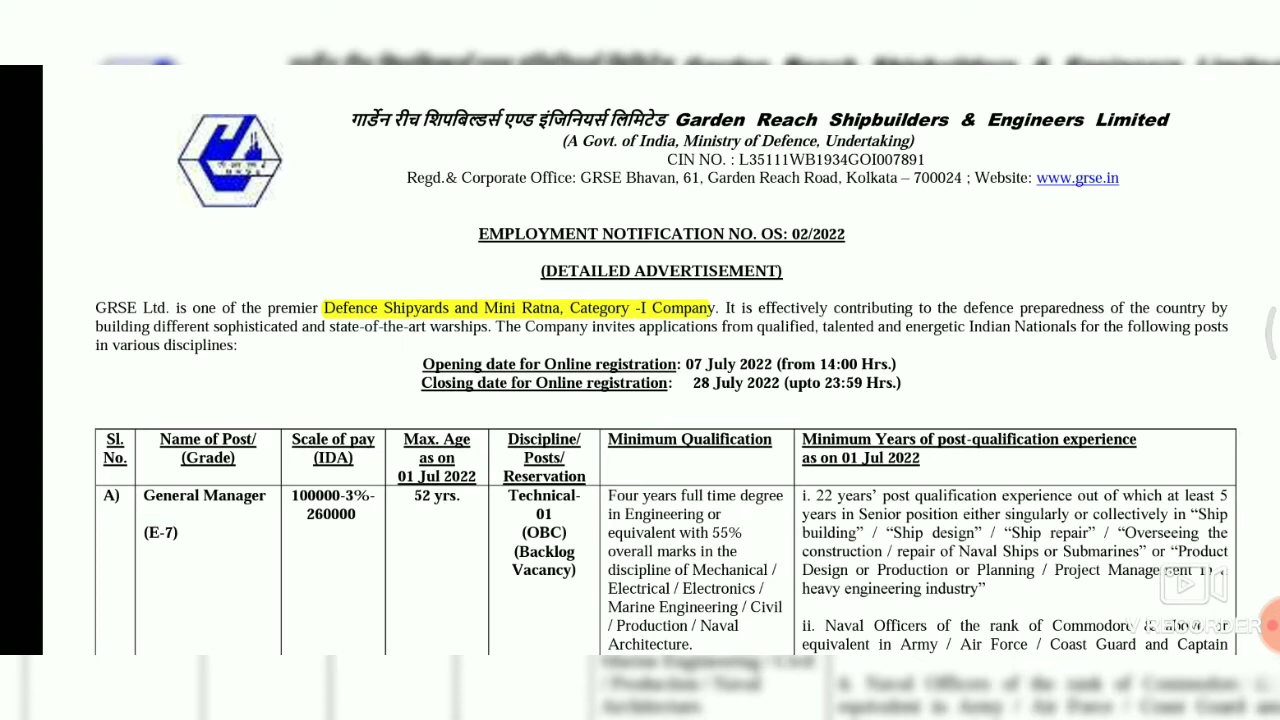 गार्डेन रीच शिपबिल्डर्स एण्ड इंजिनियर्स लिमिटेड Garden Reach Shipbuilders & Engineers Limited
(A Govt. of India, Ministry of Defence, Undertaking)
CIN NO. : L35111WB1934GOI007891
Regd.& Corporate Office: GRSE Bhavan, 61, Garden Reach Road, Kolkata – 700024 ; Website: www.grse.in
EMPLOYMENT NOTIFICATION NO. OS: 02/2022
(DETAILED ADVERTISEMENT)
GRSE Ltd. is one of the premier Defence Shipyards and Mini Ratna, Category -I Company. It is effectively contributing to the defence preparedness of the country by
building different sophisticated and state-of-the-art warships. The Company invites applications from qualified, talented and energetic Indian Nationals for the following posts
in various disciplines:
Opening date for Online registration: 07 July 2022 (from 14:00 Hrs.)
Closing date for Online registration: 28 July 2022 (upto 23:59 Hrs.)
Sl.
No.
Name of Post/
(Grade)
Scale of pay
(IDA)
Max. Age
as on
01 Jul 2022
Discipline/
Posts/
Reservation
Minimum Qualification
Minimum Years of post-qualification experience
as on 01 Jul 2022
A)
General Manager
(E-7)
100000-3%-
260000
52 yrs.
Technical-
01
(OBC)
(Backlog
Vacancy)
Four years full time degree
in Engineering or
equivalent with 55%
overall marks in the
discipline of Mechanical /
Electrical / Electronics /
Marine Engineering / Civil
/ Production / Naval
Architecture.
i. 22 years' post qualification experience out of which at least 5
years in Senior position either singularly or collectively in "Ship
building" / "Ship design" / "Ship repair" / "Overseeing the
construction / repair of Naval Ships or Submarines" or "Product
Design or Production or Planning / Project Management in a
heavy engineering industry"
ii. Naval Officers of the rank of Commodore & above or
equivalent in Army / Air Force / Coast Guard and Captain
V RECORDER